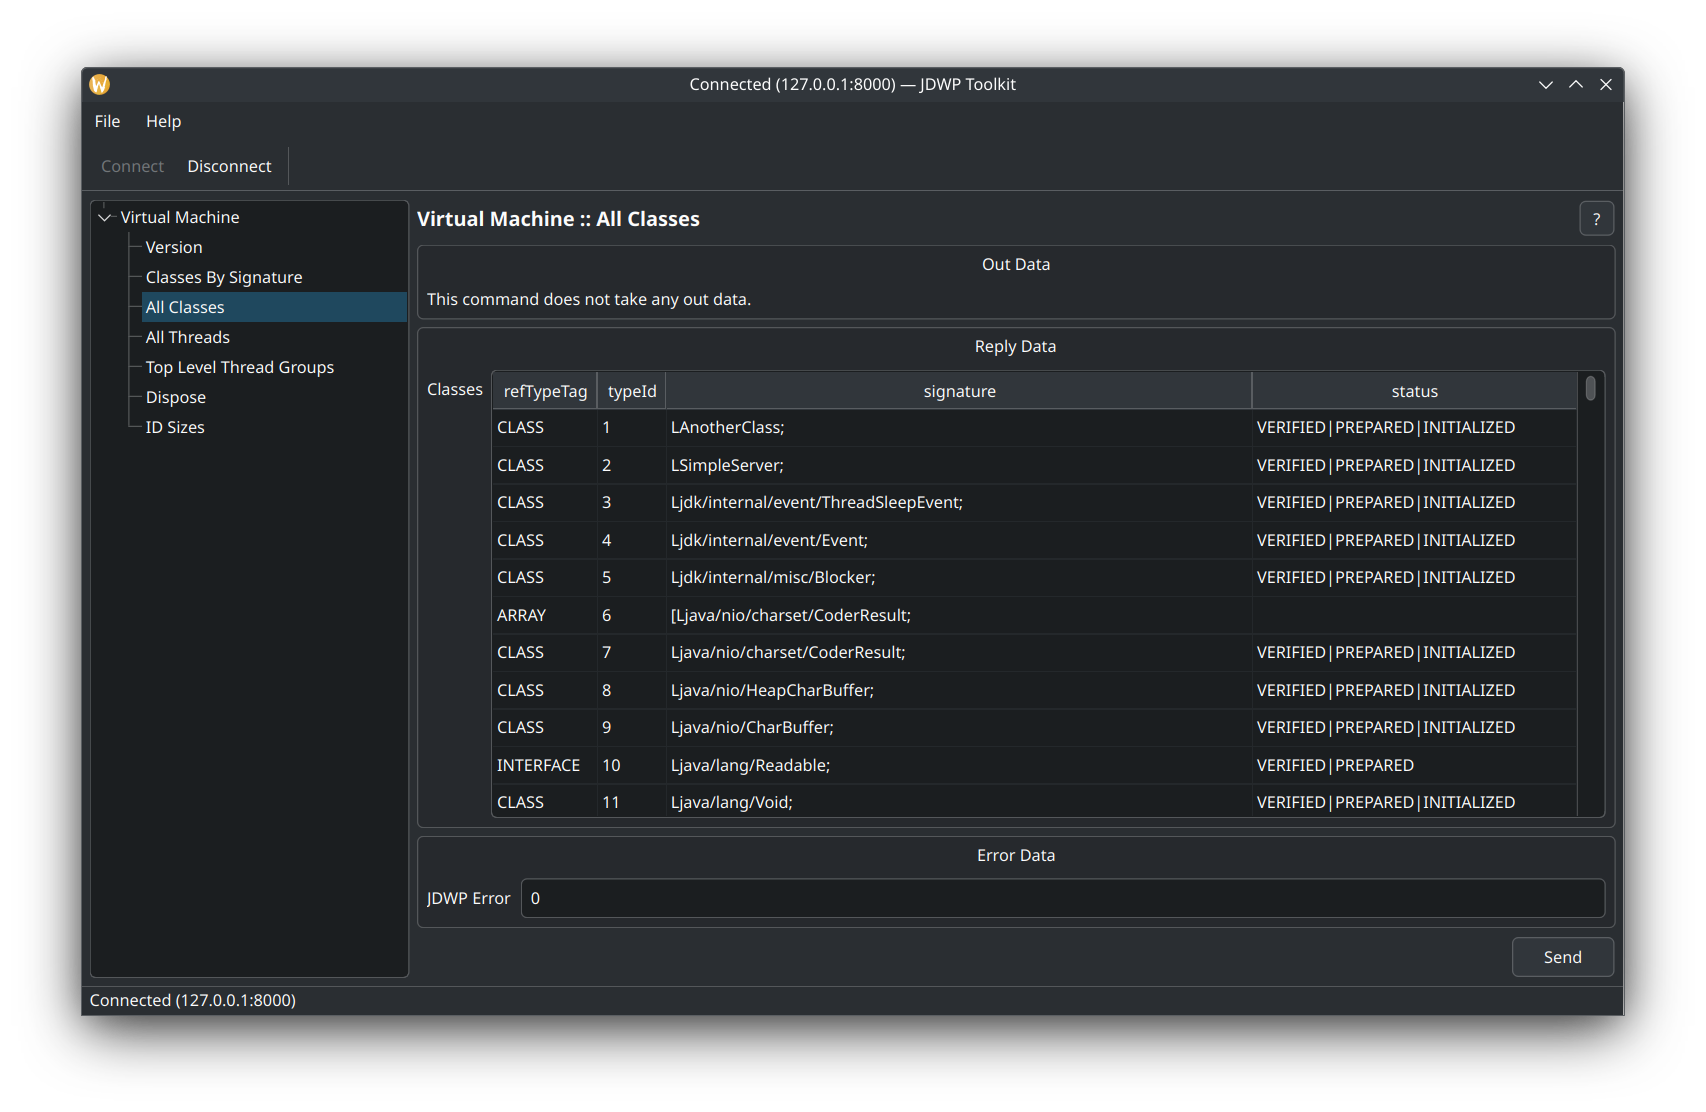 Connected (127.0.0.1:8000) — JDWP Toolkit
File Help
Connect Disconnect
Virtual Machine
Version
Classes By Signature
All Classes
All Threads
Top Level Thread Groups
Dispose
ID Sizes
Virtual Machine :: All Classes ?
Out Data
This command does not take any out data.
Reply Data
Classes refTypeTag typeId signature status
CLASS 1 LAnotherClass; VERIFIED|PREPARED|INITIALIZED
CLASS 2 LSimpleServer; VERIFIED|PREPARED|INITIALIZED
CLASS 3 Ljdk/internal/event/ThreadSleepEvent; VERIFIED|PREPARED|INITIALIZED
CLASS 4 Ljdk/internal/event/Event; VERIFIED|PREPARED|INITIALIZED
CLASS 5 Ljdk/internal/misc/Blocker; VERIFIED|PREPARED|INITIALIZED
ARRAY 6 [Ljava/nio/charset/CoderResult;
CLASS 7 Ljava/nio/charset/CoderResult; VERIFIED|PREPARED|INITIALIZED
CLASS 8 Ljava/nio/HeapCharBuffer; VERIFIED|PREPARED|INITIALIZED
CLASS 9 Ljava/nio/CharBuffer; VERIFIED|PREPARED|INITIALIZED
INTERFACE 10 Ljava/lang/Readable; VERIFIED|PREPARED
CLASS 11 Ljava/lang/Void; VERIFIED|PREPARED|INITIALIZED
Error Data
JDWP Error 0
Send
Connected (127.0.0.1:8000)